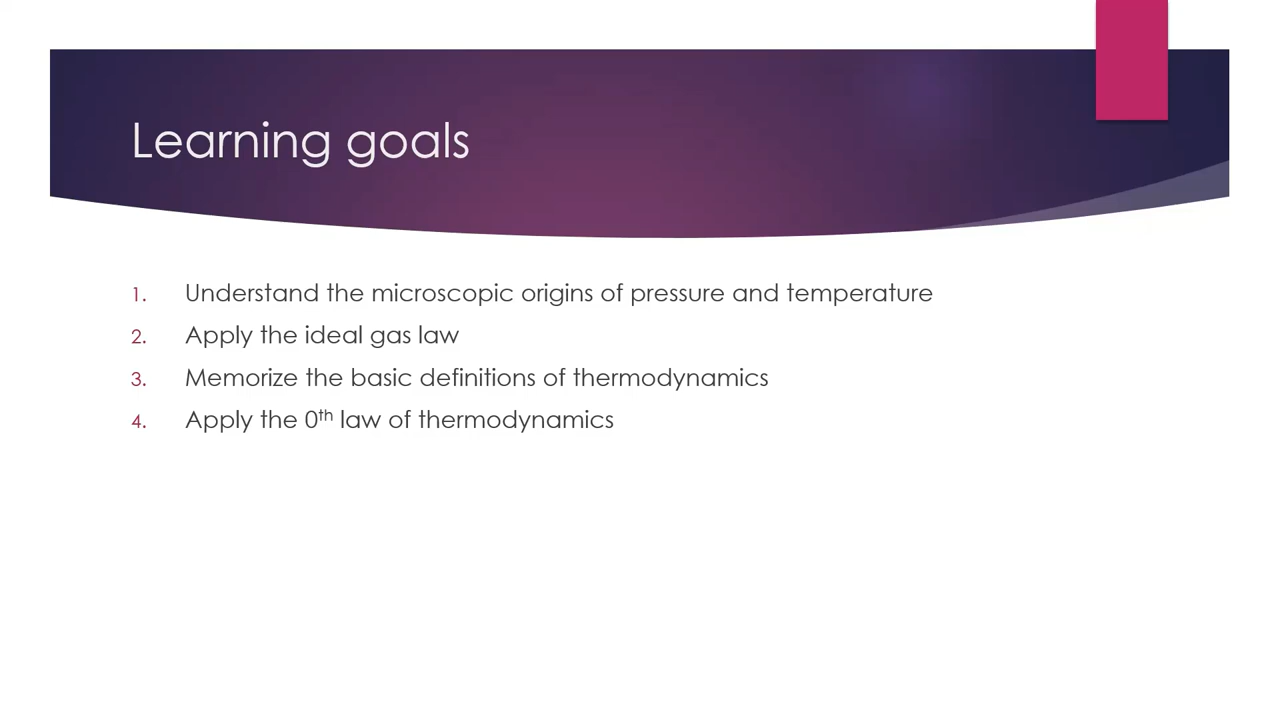 Learning goals
1. Understand the microscopic origins of pressure and temperature
2. Apply the ideal gas law
3. Memorize the basic definitions of thermodynamics
4. Apply the 0th law of thermodynamics